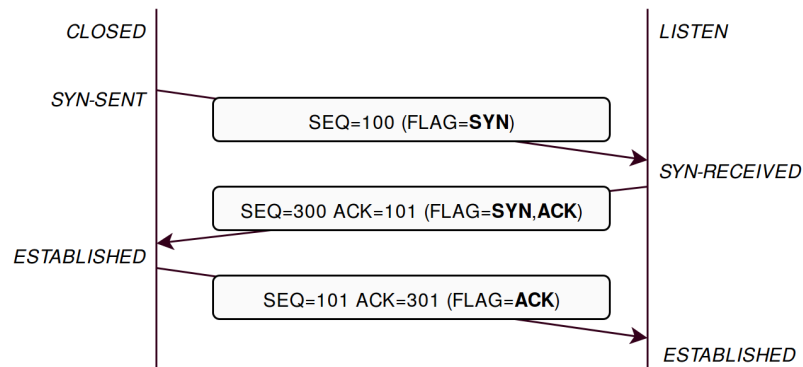 CLOSED
LISTEN
SYN-SENT
SEQ=100 (FLAG=SYN)
SYN-RECEIVED
SEQ=300 ACK=101 (FLAG=SYN,ACK)
ESTABLISHED
SEQ=101 ACK=301 (FLAG=ACK)
ESTABLISHED